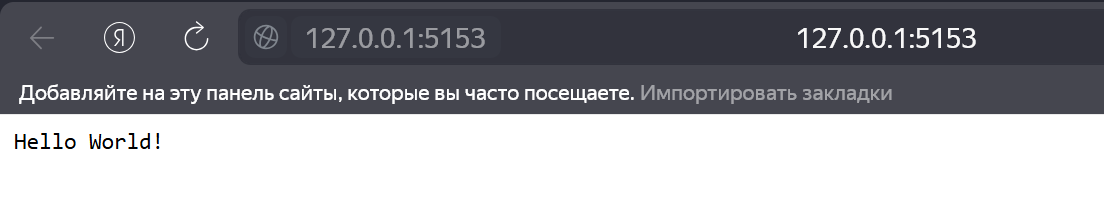 Я 127.0.0.1:5153 127.0.0.1:5153
Добавляйте на эту панель сайты, которые вы часто посещаете. Импортировать закладки
Hello World!